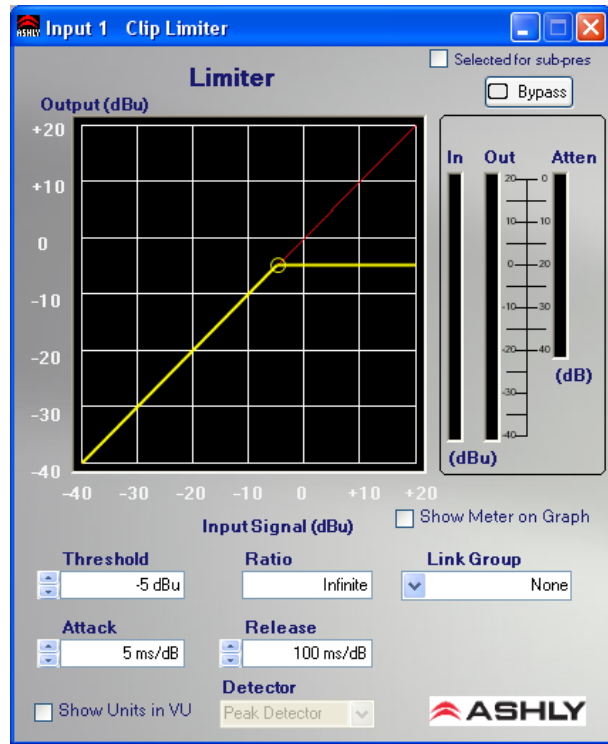 ASHLY Input 1 Clip Limiter
Selected for sub-pres
Limiter
Bypass
Output (dBu)
+20
+10
0
-10
-20
-30
-40
-40 -30 -20 -10 0 +10 +20
Input Signal (dBu)
In Out Atten
20 0
10 10
0 20
-10 30
-20 40
-30
-40
(dB)
(dBu)
Show Meter on Graph
Threshold Ratio Link Group
-5 dBu Infinite None
Attack Release
5 ms/dB 100 ms/dB
Detector
Show Units in VU Peak Detector
ASHLY